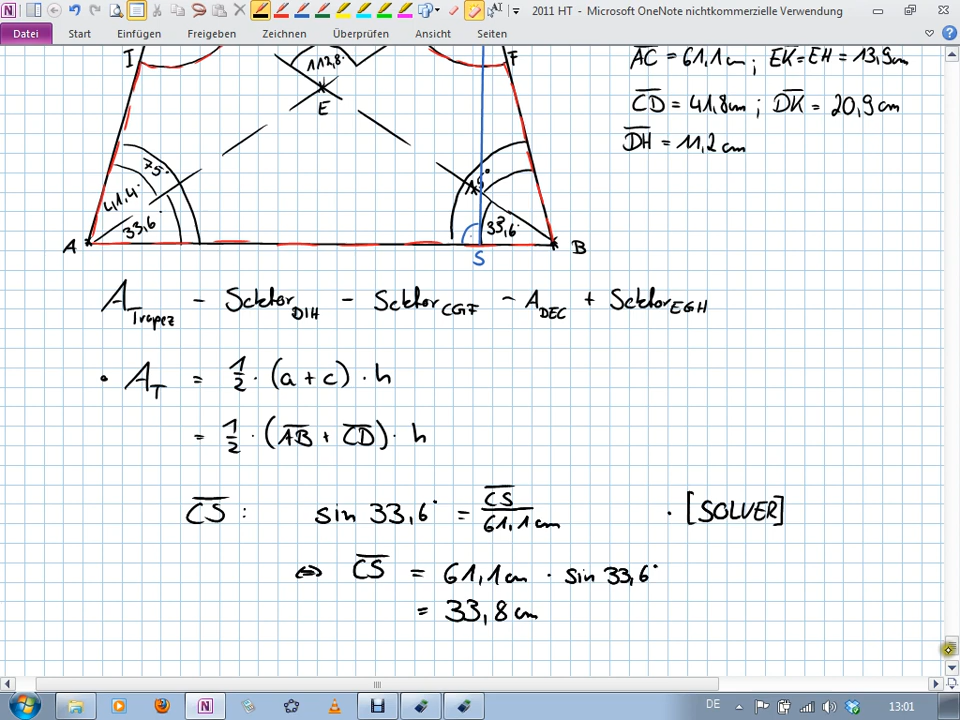 2011 HT - Microsoft OneNote nichtkommerzielle Verwendung
Datei Start Einfügen Freigeben Zeichnen Überprüfen Ansicht Seiten
I 112,8° F
E
AC = 61,1 cm ; EK = EH = 13,9 cm
CD = 41,8 cm ; DK = 20,9 cm
DH = 11,2 cm
75°
41,4°
33,6°
33,6°
A S B
A Trapez - Sektor DIH - Sektor CGF - A DEC + Sektor EGH
• A T = 1/2 · (a + c) · h
= 1/2 · (AB + CD) · h
CS : sin 33,6° = CS / 61,1 cm · [SOLVER]
⇔ CS = 61,1 cm · sin 33,6°
= 33,8 cm
DE 13:01